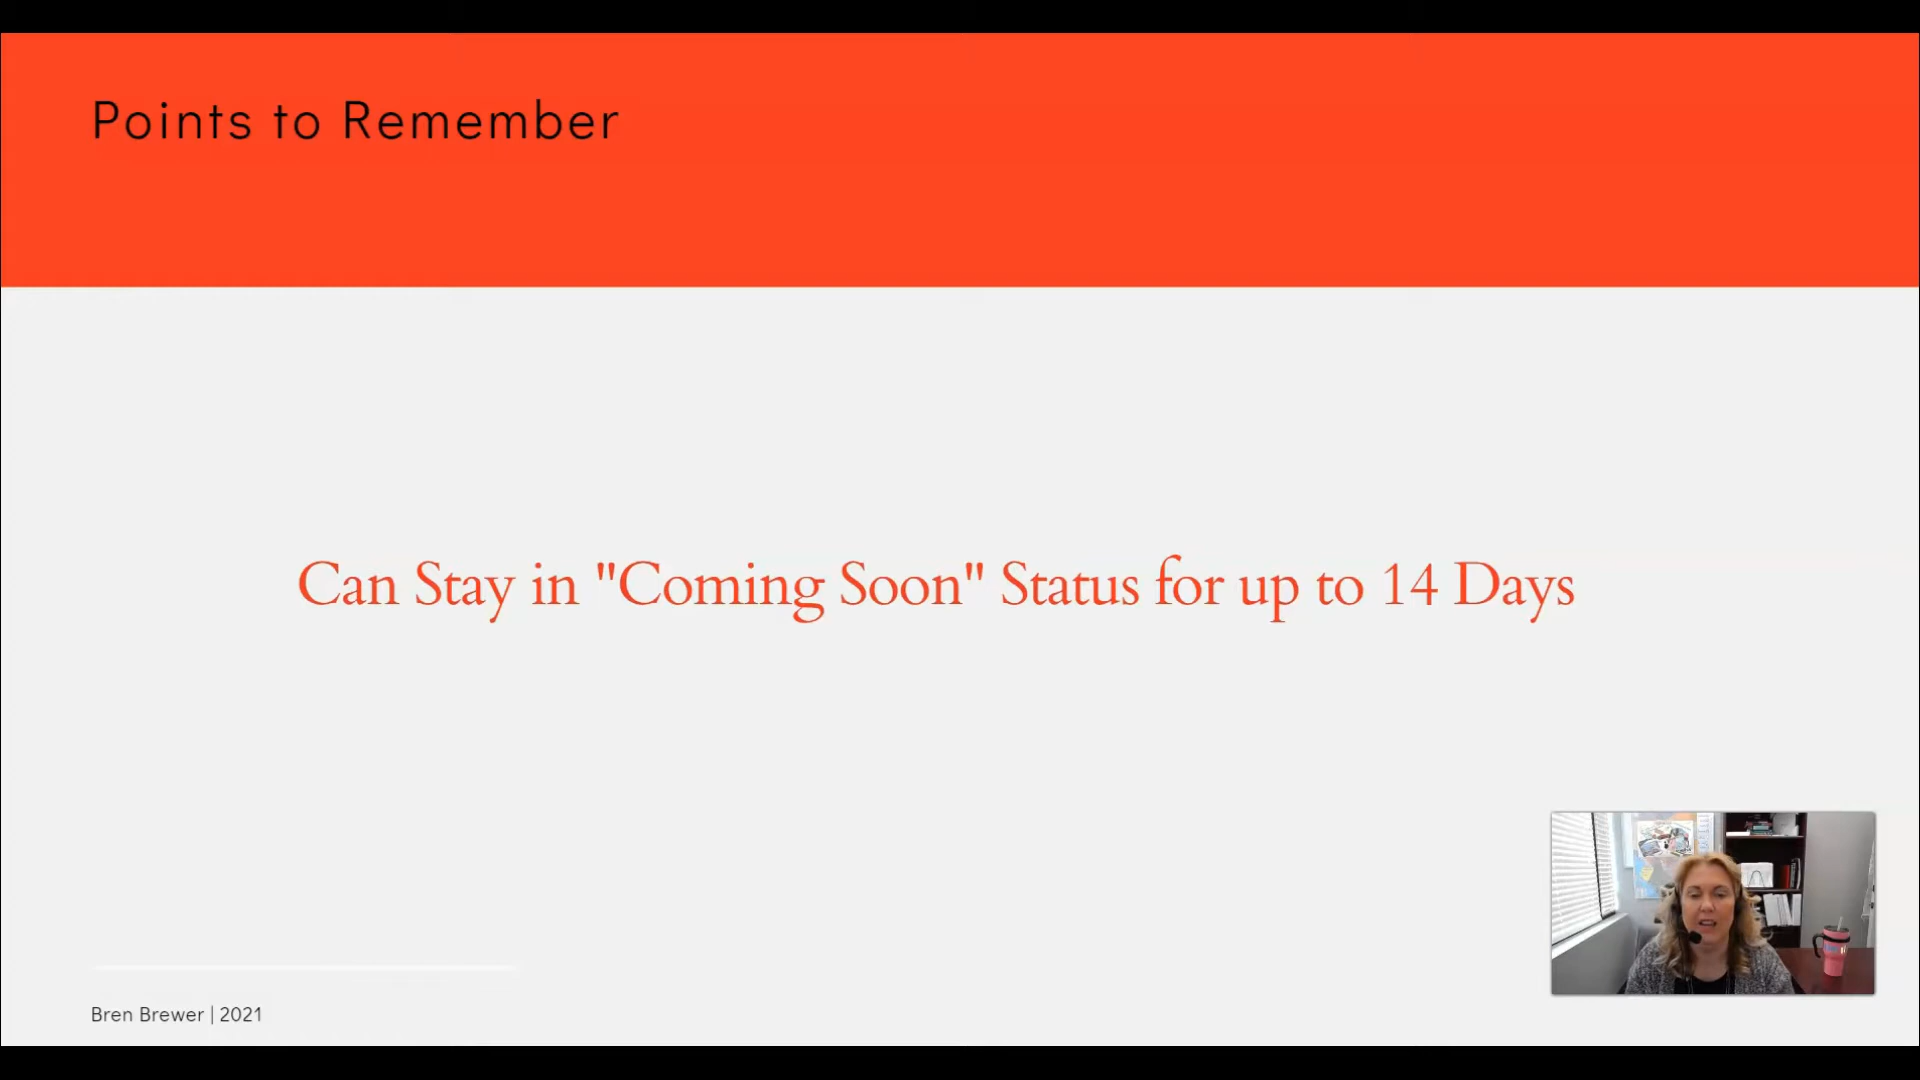 Points to Remember
Can Stay in "Coming Soon" Status for up to 14 Days
Bren Brewer | 2021